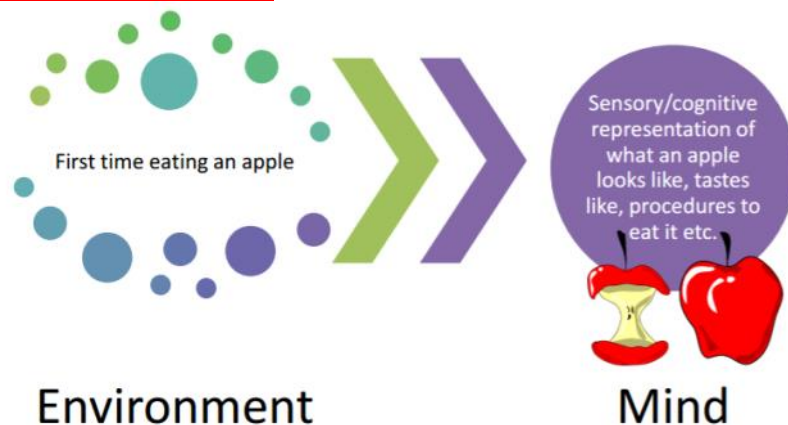 First time eating an apple
Sensory/cognitive
representation of
what an apple
looks like, tastes
like, procedures to
eat it etc.
Environment
Mind